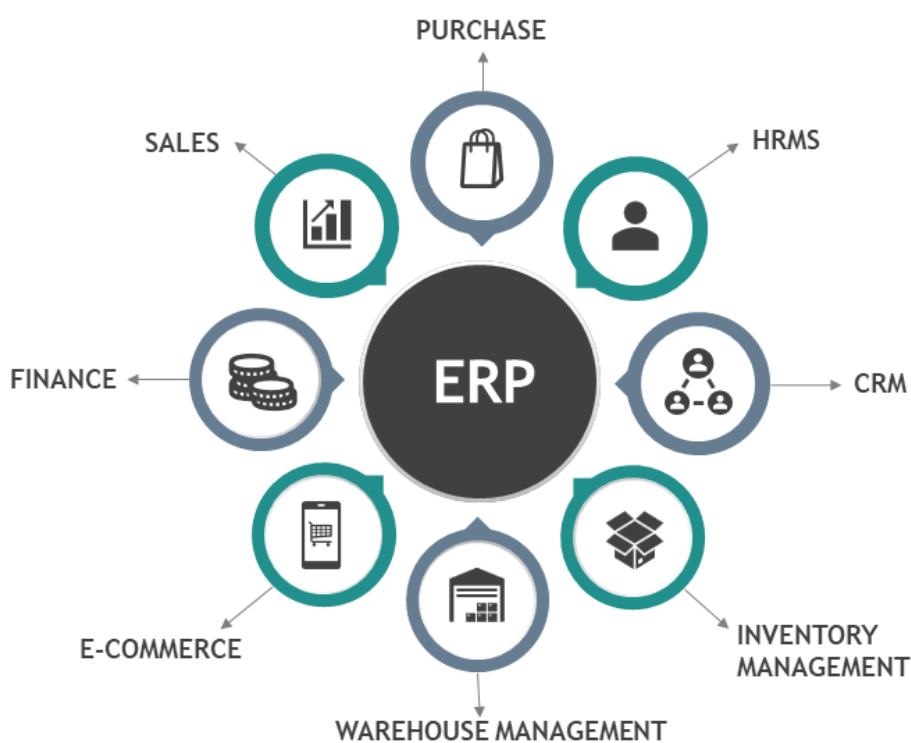 PURCHASE
SALES
HRMS
FINANCE
ERP
CRM
E-COMMERCE
INVENTORY
MANAGEMENT
WAREHOUSE MANAGEMENT